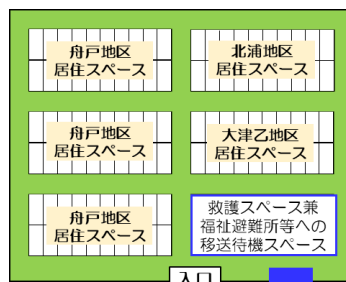 舟戸地区
居住スペース
北浦地区
居住スペース
舟戸地区
居住スペース
大津乙地区
居住スペース
舟戸地区
居住スペース
救護スペース兼
福祉避難所等への
移送待機スペース
入口